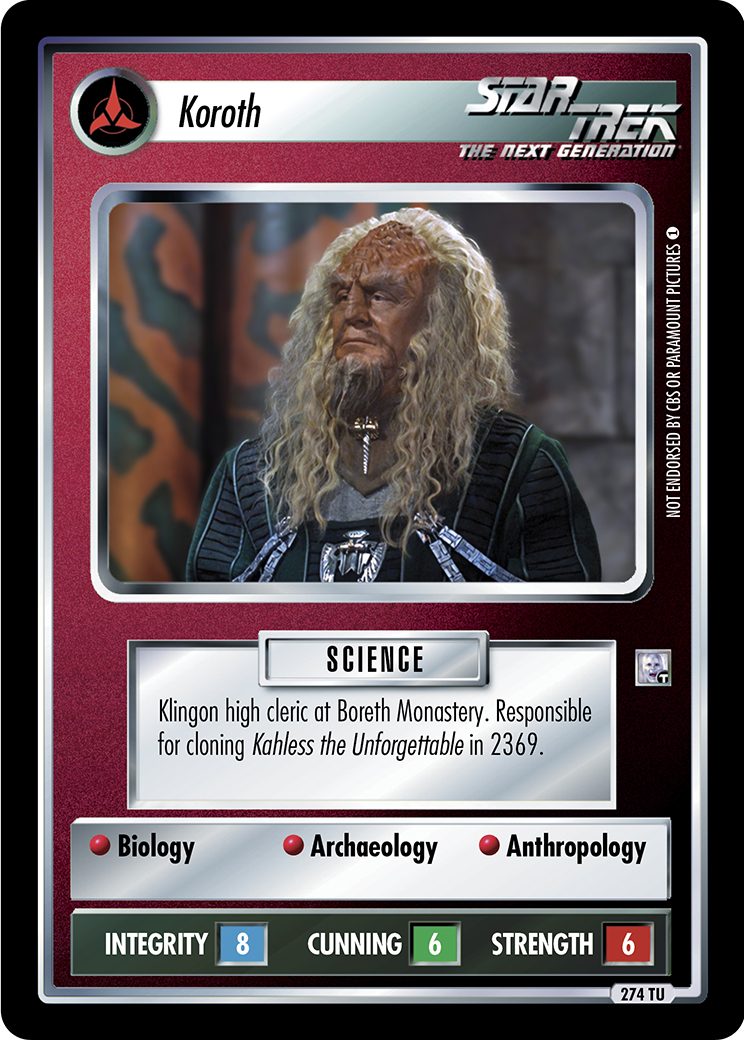 Koroth
STAR TREK
THE NEXT GENERATION
NOT ENDORSED BY CBS OR PARAMOUNT PICTURES 1
SCIENCE
Klingon high cleric at Boreth Monastery. Responsible
for cloning Kahless the Unforgettable in 2369.
T
Biology Archaeology Anthropology
INTEGRITY 8 CUNNING 6 STRENGTH 6
274 TU